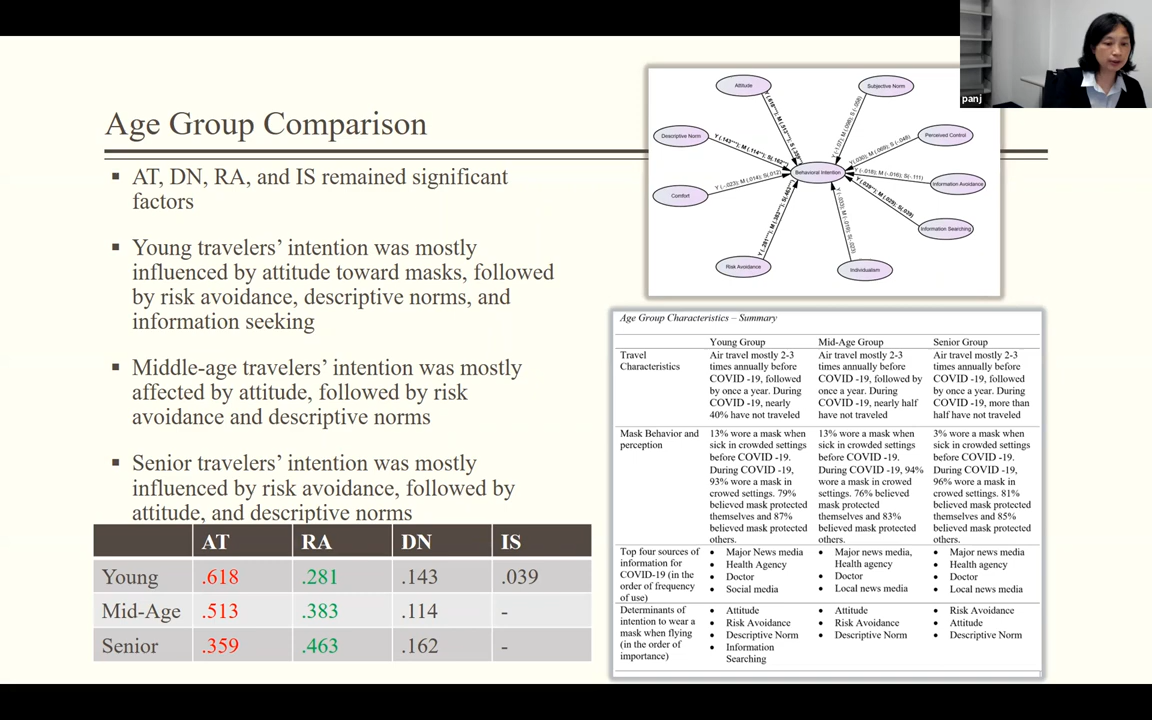 panj
Age Group Comparison
▪ AT, DN, RA, and IS remained significant
factors
▪ Young travelers' intention was mostly
influenced by attitude toward masks, followed
by risk avoidance, descriptive norms, and
information seeking
▪ Middle-age travelers' intention was mostly
affected by attitude, followed by risk
avoidance and descriptive norms
▪ Senior travelers' intention was mostly
influenced by risk avoidance, followed by
attitude, and descriptive norms
AT RA DN IS
Young .618 .281 .143 .039
Mid-Age .513 .383 .114 -
Senior .359 .463 .162 -
Attitude
Subjective Norm
Descriptive Norm
Perceived Control
Behavioral Intention
Information Avoidance
Comfort
Information Searching
Risk Avoidance
Individualism
Age Group Characteristics – Summary
Young Group Mid-Age Group Senior Group
Travel
Characteristics
Air travel mostly 2-3
times annually before
COVID -19, followed
by once a year. During
COVID -19, nearly
40% have not traveled
Air travel mostly 2-3
times annually before
COVID -19, followed by
once a year. During
COVID -19, nearly half
have not traveled
Air travel mostly 2-3
times annually before
COVID -19, followed
by once a year. During
COVID -19, more than
half have not traveled
Mask Behavior and
perception
13% wore a mask when
sick in crowded settings
before COVID -19.
During COVID -19,
93% wore a mask in
crowed settings. 79%
believed mask protected
themselves and 87%
believed mask protected
others.
13% wore a mask when
sick in crowded settings
before COVID -19.
During COVID -19, 94%
wore a mask in crowded
settings. 76% believed
mask protected
themselves and 83%
believed mask protected
others.
3% wore a mask when
sick in crowded settings
before COVID -19.
During COVID -19,
96% wore a mask in
crowded settings. 81%
believed mask protected
themselves and 85%
believed mask protected
others.
Top four sources of
information for
COVID-19 (in the
order of frequency
of use)
• Major News media
• Health Agency
• Doctor
• Social media
• Major news media,
Health agency
• Doctor
• Local news media
• Major news media
• Health agency
• Doctor
• Local news media
Determinants of
intention to wear a
mask when flying
(in the order of
importance)
• Attitude
• Risk Avoidance
• Descriptive Norm
• Information
Searching
• Attitude
• Risk Avoidance
• Descriptive Norm
• Risk Avoidance
• Attitude
• Descriptive Norm